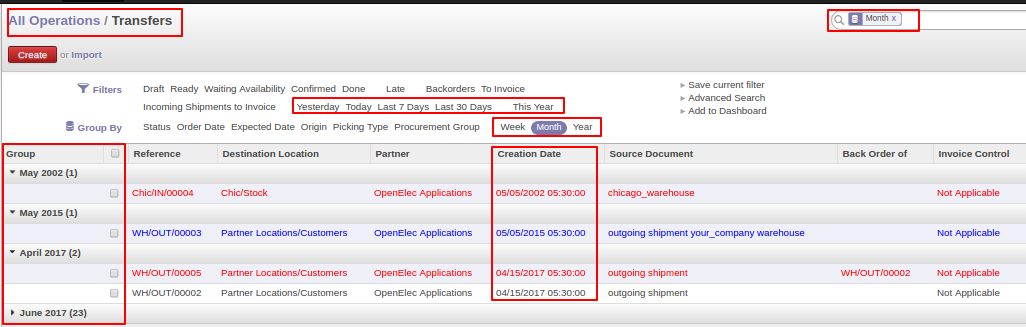 All Operations / Transfers
Month x
Create or Import
Filters Draft Ready Waiting Availability Confirmed Done Late Backorders To Invoice
Incoming Shipments to Invoice Yesterday Today Last 7 Days Last 30 Days This Year
Group By Status Order Date Expected Date Origin Picking Type Procurement Group Week Month Year
Save current filter
Advanced Search
Add to Dashboard
Group Reference Destination Location Partner Creation Date Source Document Back Order of Invoice Control
May 2002 (1)
Chic/IN/00004 Chic/Stock OpenElec Applications 05/05/2002 05:30:00 chicago_warehouse Not Applicable
May 2015 (1)
WH/OUT/00003 Partner Locations/Customers OpenElec Applications 05/05/2015 05:30:00 outgoing shipment your_company warehouse Not Applicable
April 2017 (2)
WH/OUT/00005 Partner Locations/Customers OpenElec Applications 04/15/2017 05:30:00 outgoing shipment WH/OUT/00002 Not Applicable
WH/OUT/00002 Partner Locations/Customers OpenElec Applications 04/15/2017 05:30:00 outgoing shipment Not Applicable
June 2017 (23)